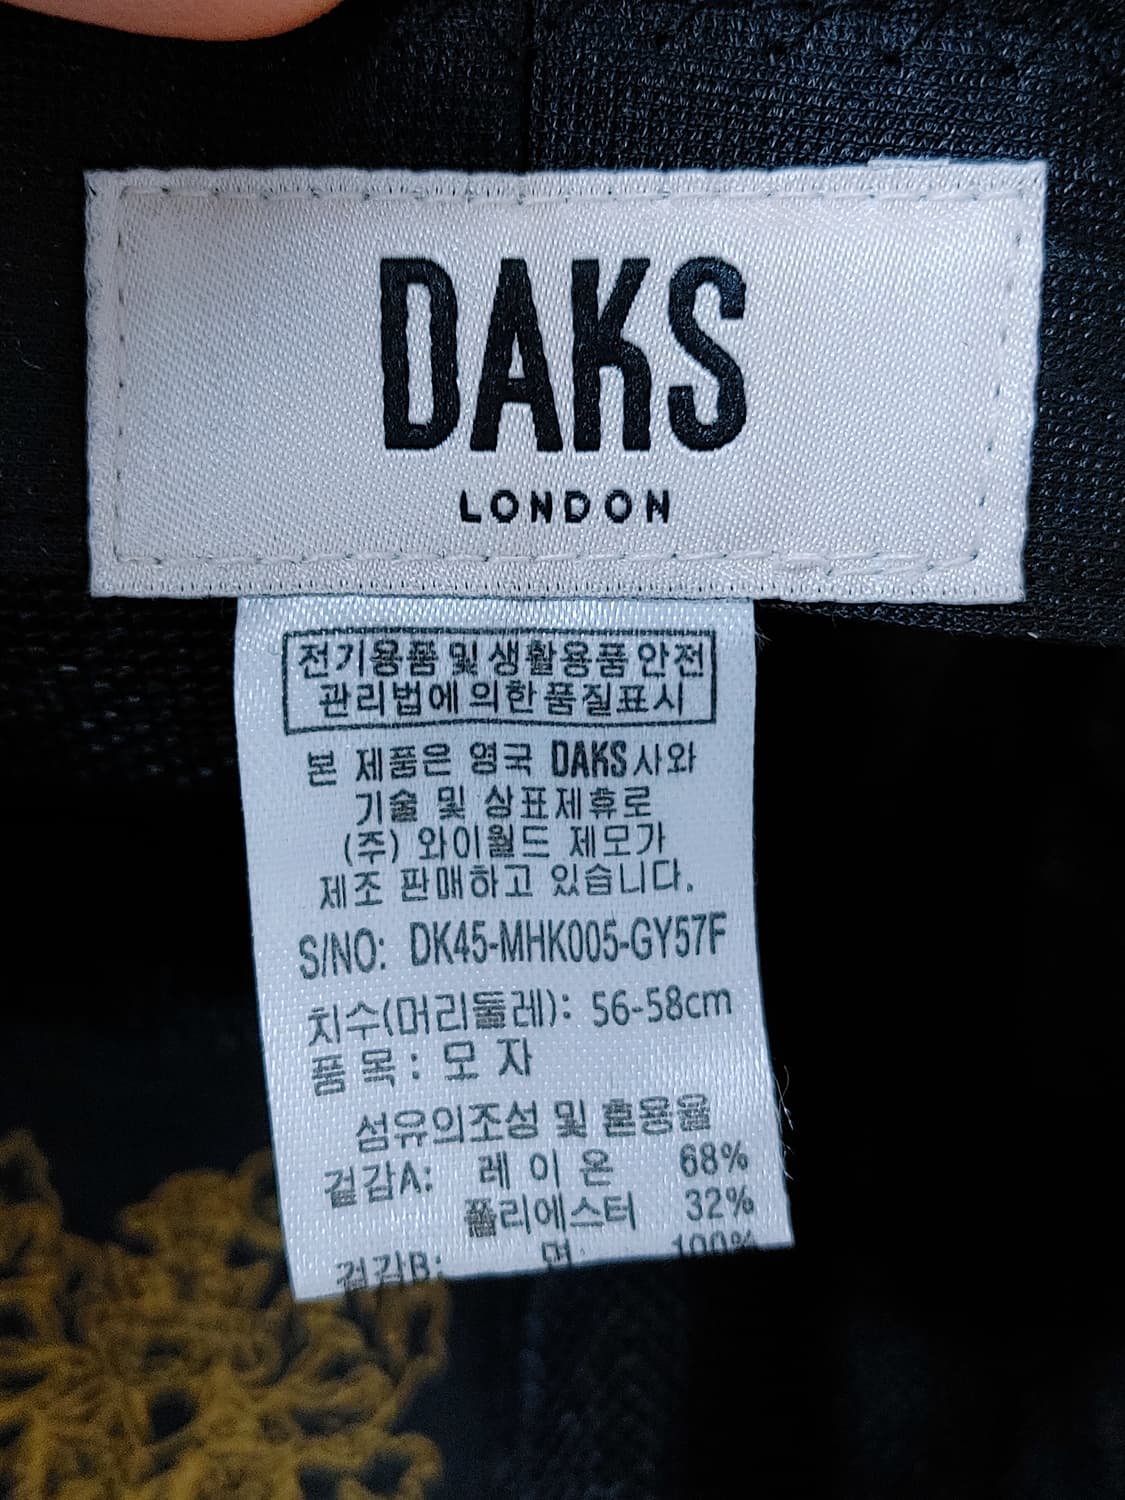 DAKS
LONDON
전기용품 및 생활용품 안전
관리법에 의한 품질표시
본 제품은 영국 DAKS사와
기술 및 상표제휴로
(주) 와이월드 제모가
제조 판매하고 있습니다.
S/NO: DK45-MHK005-GY57F
치수(머리둘레): 56-58cm
품 목 : 모 자
섬유의조성 및 혼용율
겉감A: 레 이 온 68%
폴리에스터 32%
겉감B: 면 100%